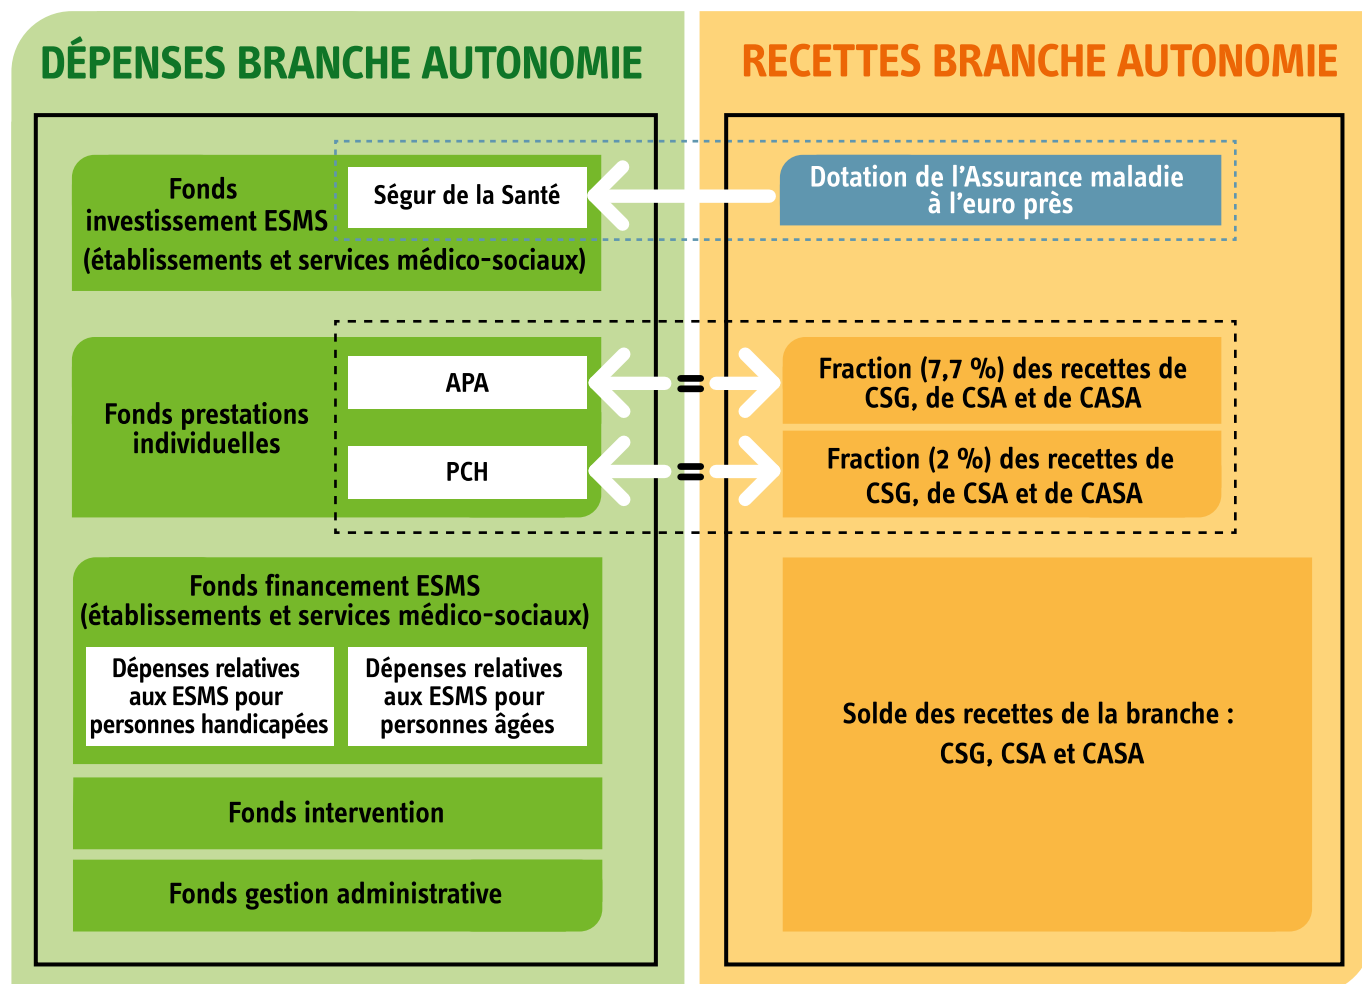 DÉPENSES BRANCHE AUTONOMIE
Fonds
investissement ESMS
(établissements et services médico-sociaux)
Ségur de la Santé
Fonds prestations
individuelles
APA
PCH
Fonds financement ESMS
(établissements et services médico-sociaux)
Dépenses relatives
aux ESMS pour
personnes handicapées
Dépenses relatives
aux ESMS pour
personnes âgées
Fonds intervention
Fonds gestion administrative
=
=
RECETTES BRANCHE AUTONOMIE
Dotation de l'Assurance maladie
à l'euro près
Fraction (7,7 %) des recettes de
CSG, de CSA et de CASA
Fraction (2 %) des recettes de
CSG, de CSA et de CASA
Solde des recettes de la branche :
CSG, CSA et CASA